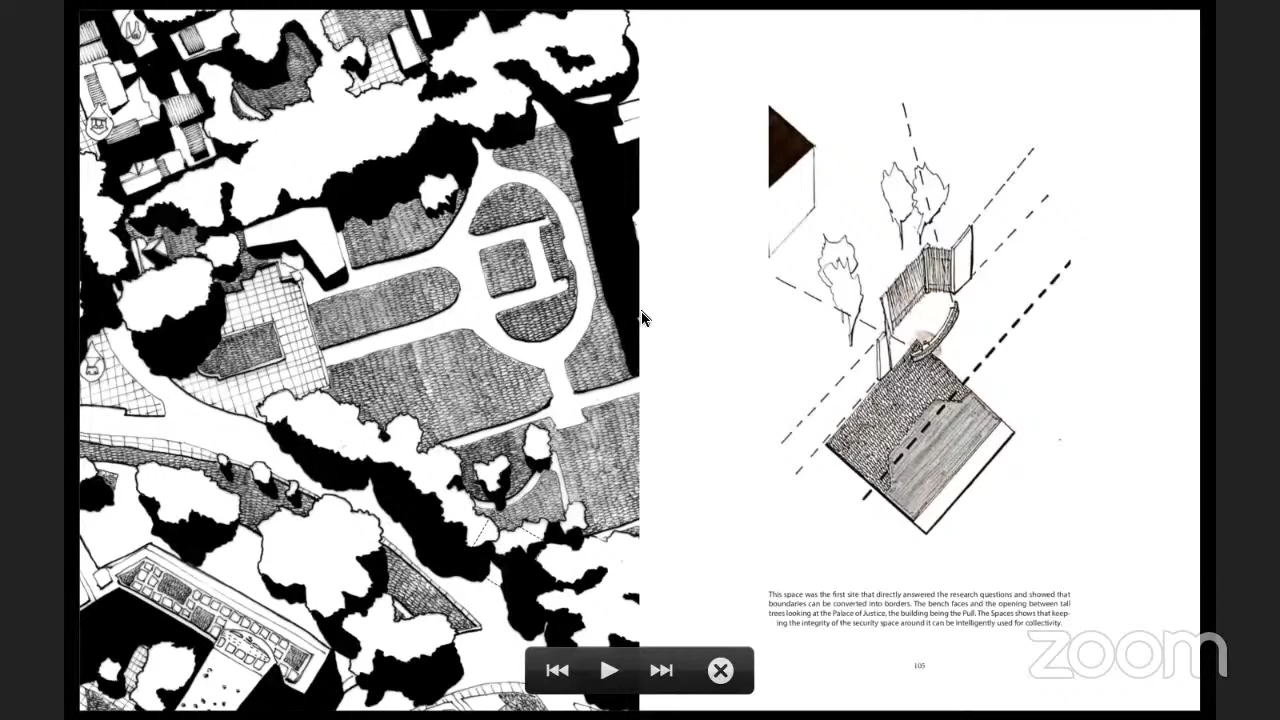 This space was the first site that directly answered the research questions and showed that
boundaries can be converted into borders. The bench faces and the opening between tall
trees looking at the Palace of Justice, the building being the Pull. The Spaces shows that keep-
ing the integrity of the security space around it can be intelligently used for collectivity.
105
zoom